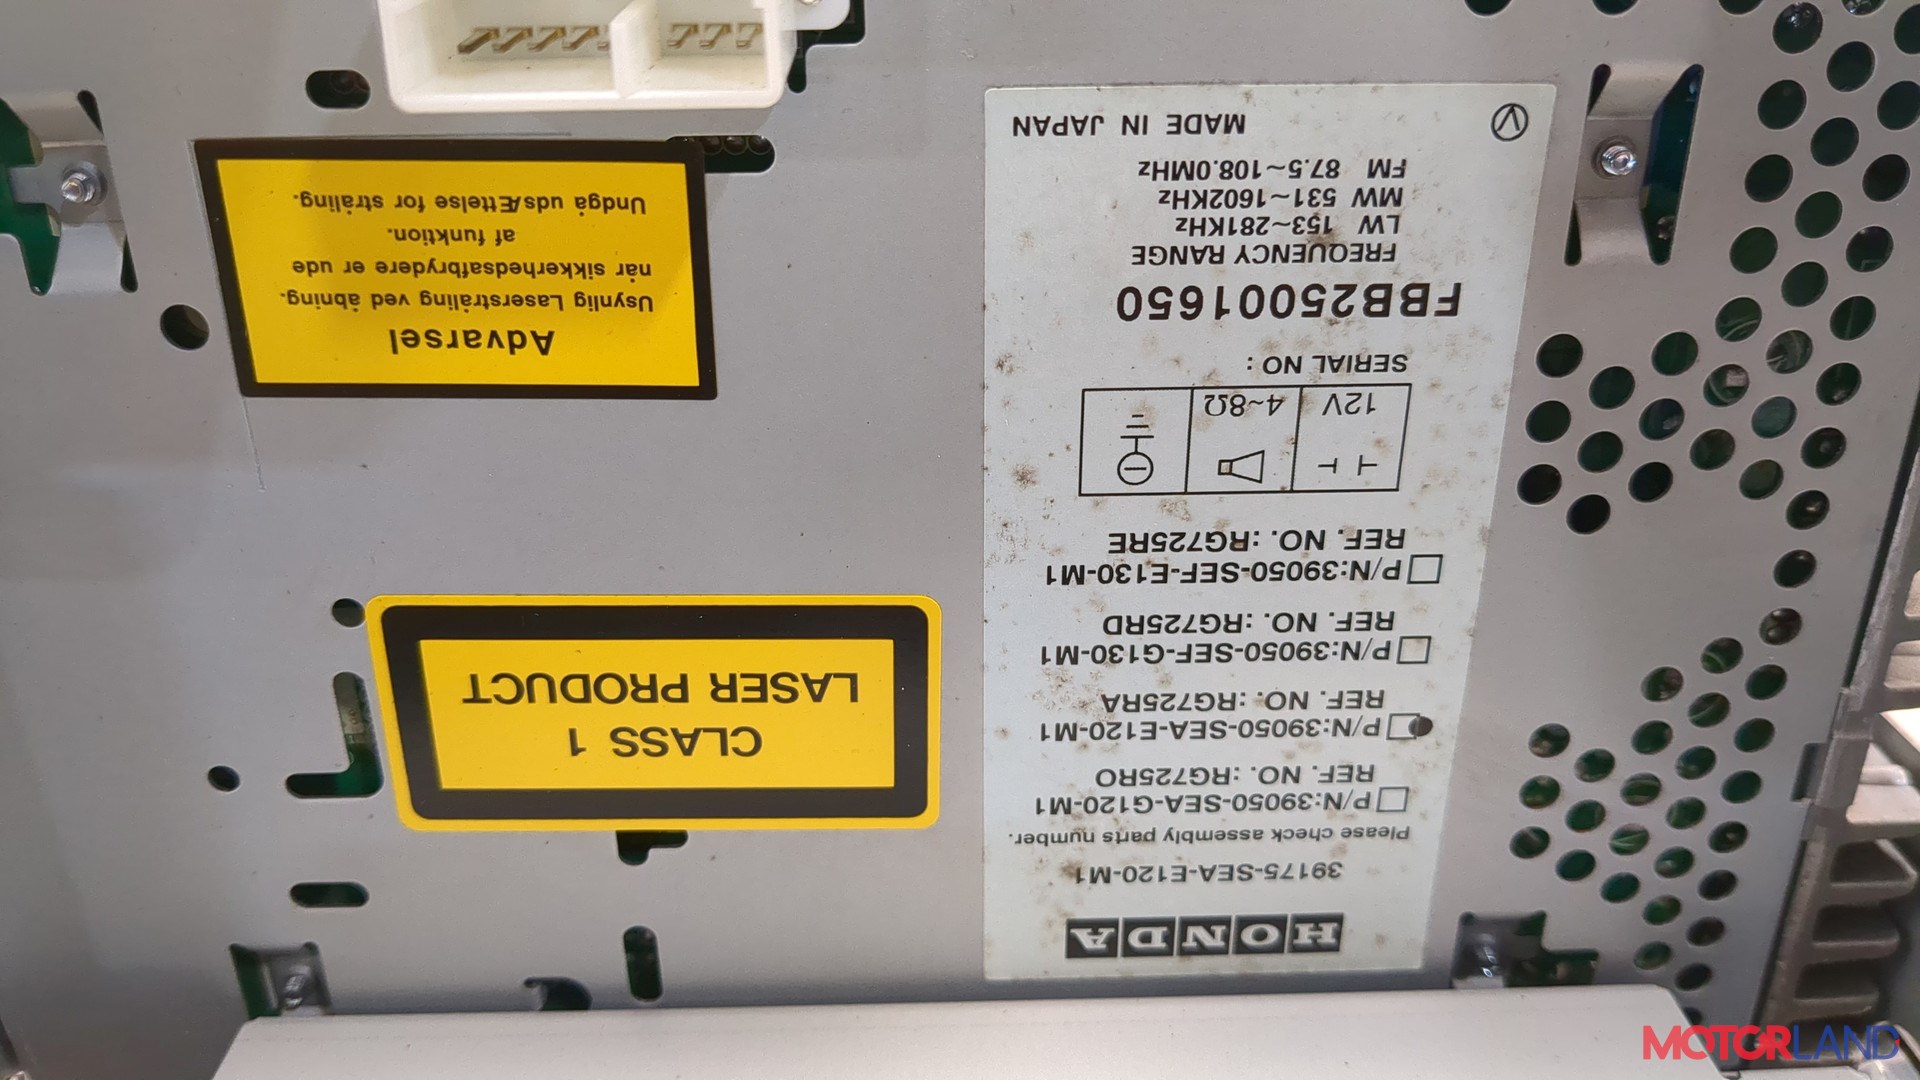 HONDA
39175-SEA-E120-M1
Please check assembly parts number.
P/N:39050-SEA-G120-M1
REF. NO. :RG725RO
P/N:39050-SEA-E120-M1
REF. NO. :RG725RA
P/N:39050-SEF-G130-M1
REF. NO. :RG725RD
P/N:39050-SEF-E130-M1
REF. NO. :RG725RE
12V
4~8Ω
SERIAL NO :
FBB25001650
FREQUENCY RANGE
LW 153~281KHz
MW 531~1602KHz
FM 87.5~108.0MHz
MADE IN JAPAN
CLASS 1
LASER PRODUCT
Advarsel
Usynlig Laserstråling ved åbning.
når sikkerhedsafbrydere er ude
af funktion.
Undgå udsÆttelse for stråling.
MOTORLAND